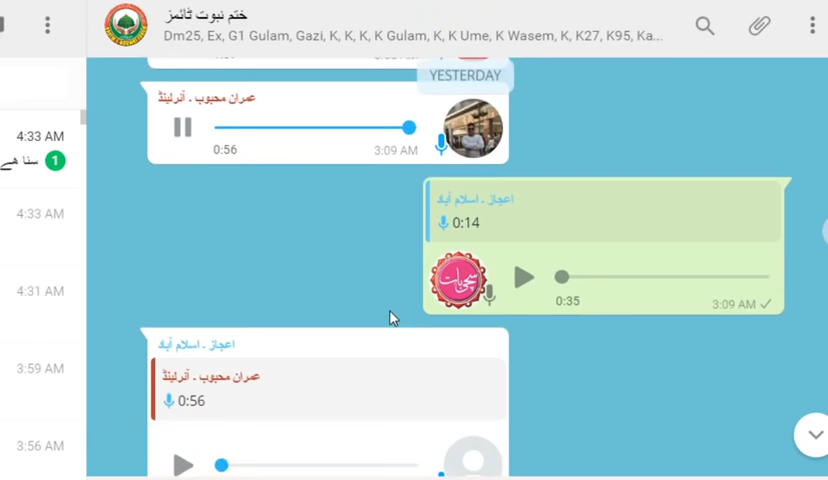 ختم نبوت ٹائمز
Dm25, Ex, G1 Gulam, Gazi, K, K, K, K Gulam, K, K Ume, K Wasem, K, K27, K95, Ka...
YESTERDAY
عمران محبوب ۔ آئرلینڈ
0:56
3:09 AM
4:33 AM
سنا ھے
1
اعجاز ۔ اسلام آباد
0:14
4:33 AM
سچی بات
0:35
3:09 AM
4:31 AM
اعجاز ۔ اسلام آباد
عمران محبوب ۔ آئرلینڈ
0:56
3:59 AM
3:56 AM